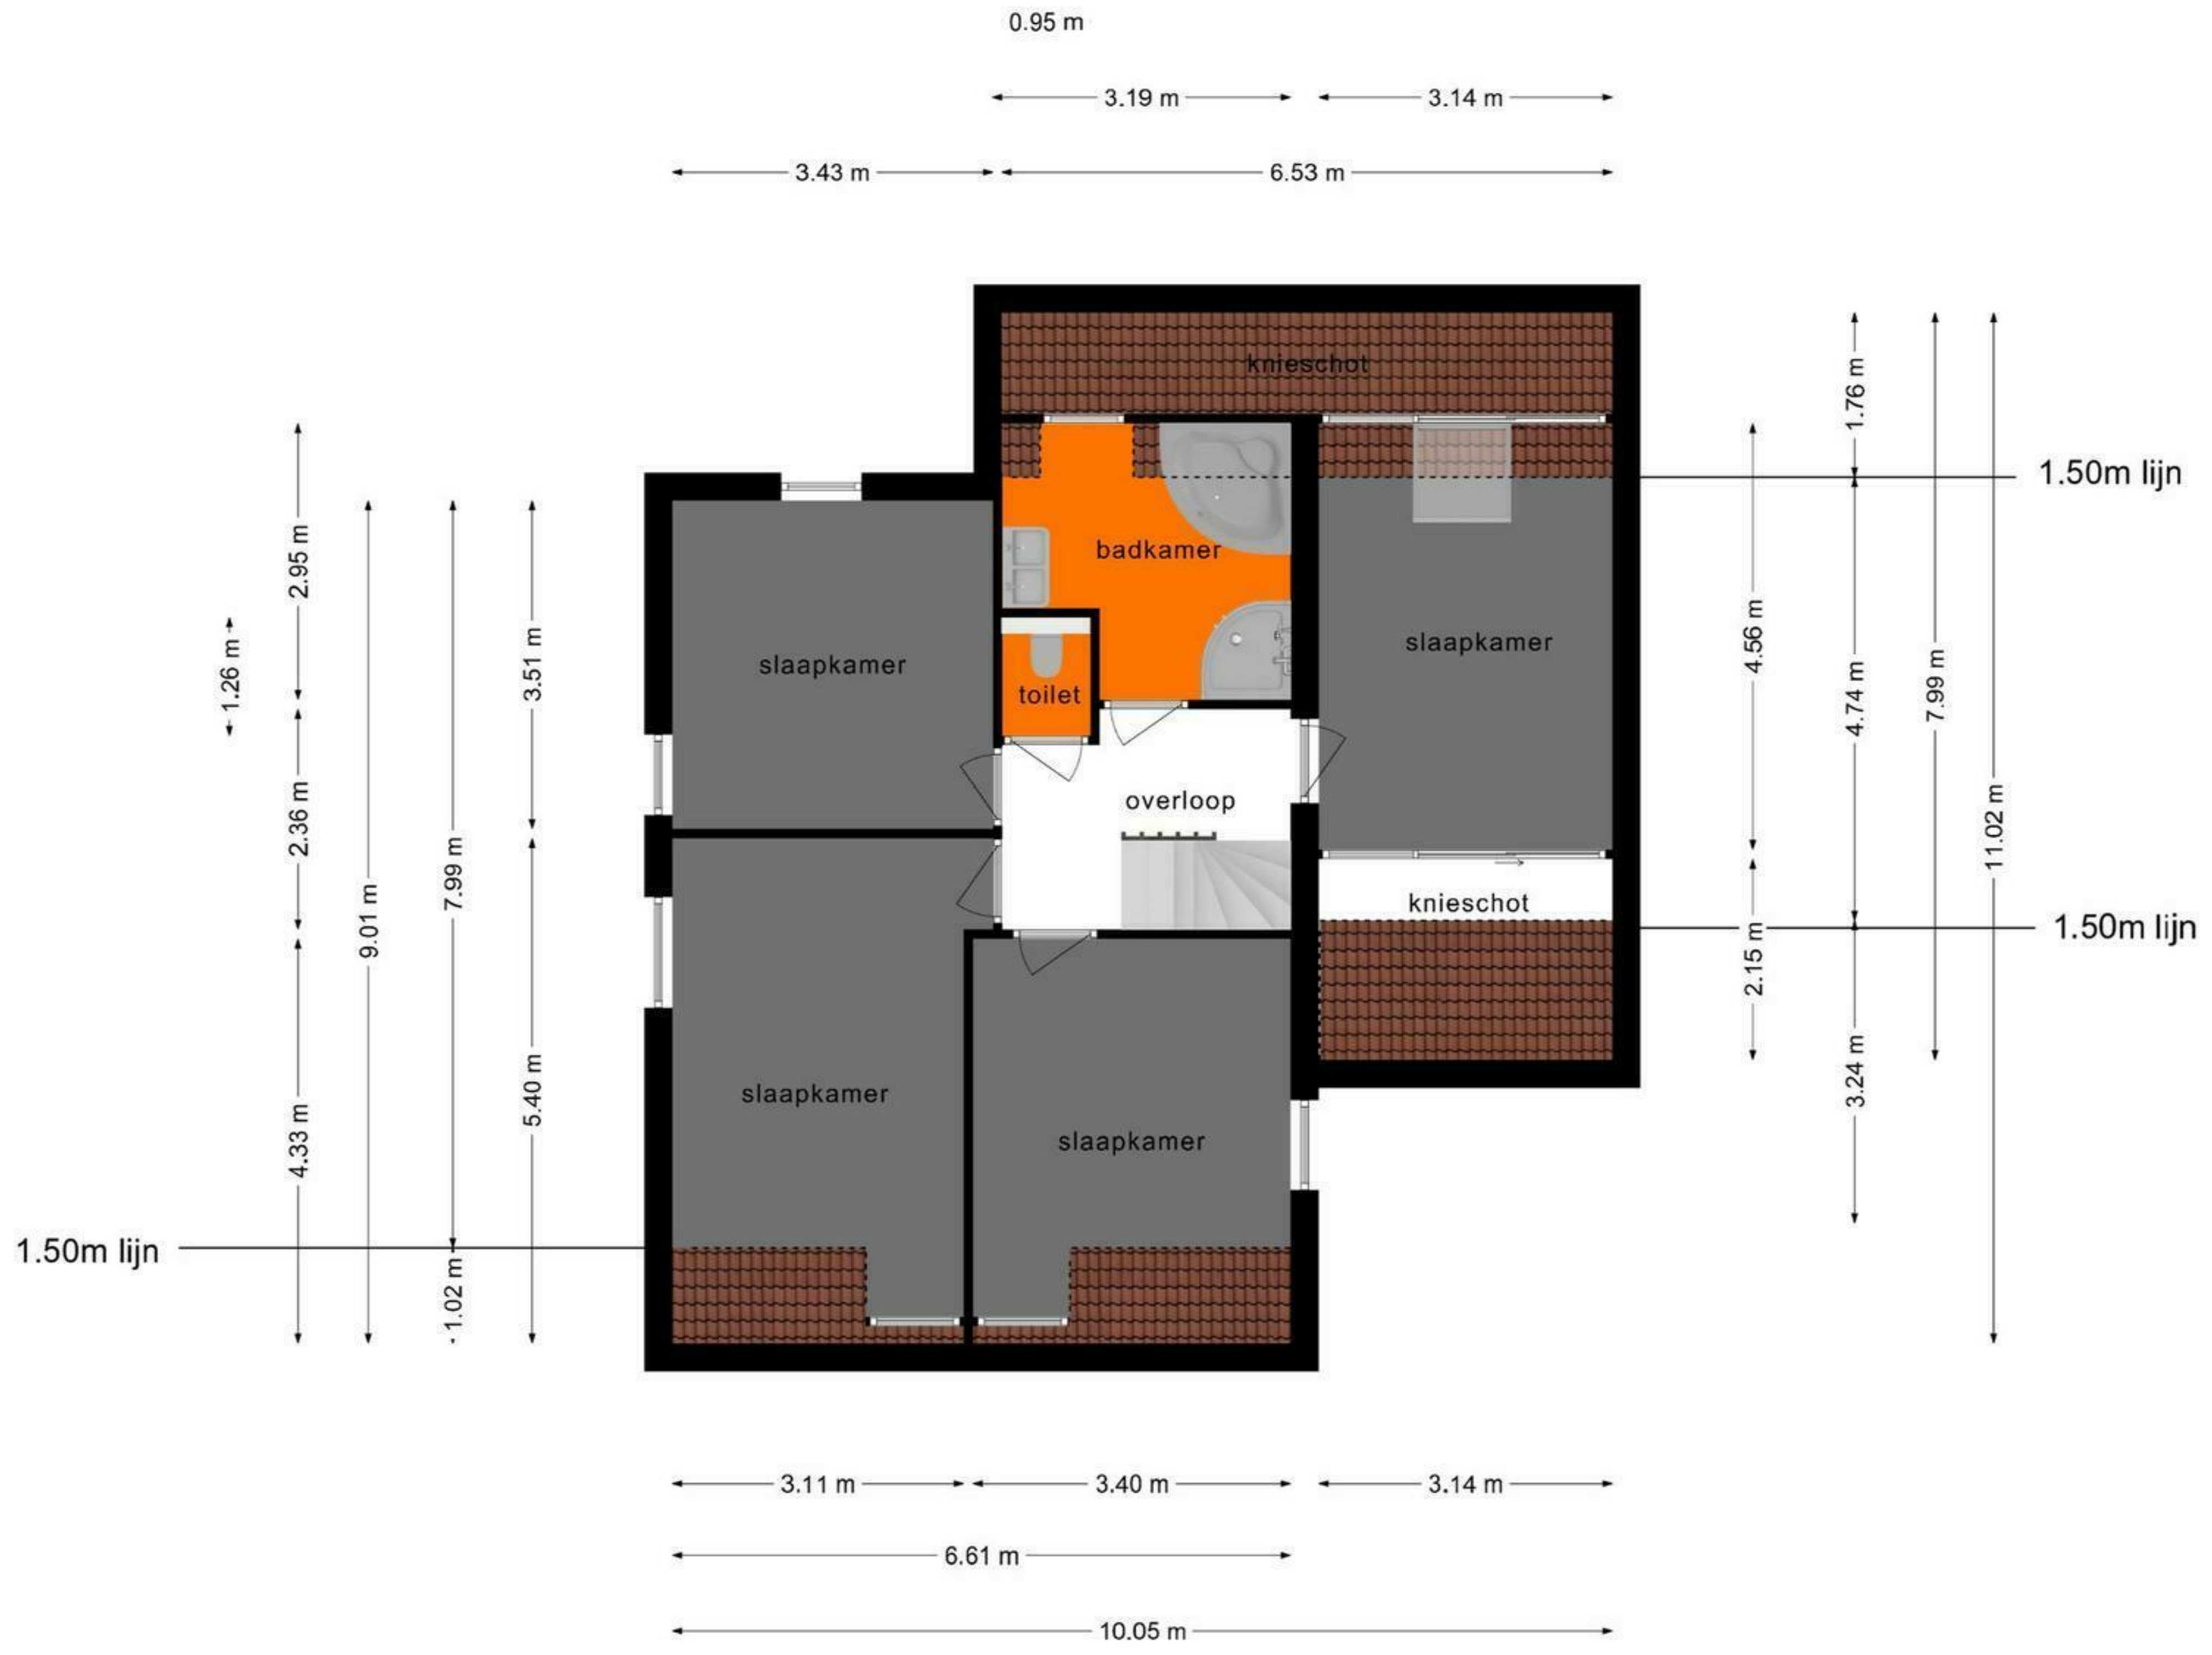 0.95 m
3.19 m
3.14 m
3.43 m
6.53 m
knieschot
1.76 m
1.50m lijn
2.95 m
badkamer
slaapkamer
1.26 m
3.51 m
slaapkamer
4.56 m
4.74 m
7.99 m
toilet
2.36 m
overloop
11.02 m
9.01 m
7.99 m
knieschot
1.50m lijn
2.15 m
4.33 m
5.40 m
slaapkamer
slaapkamer
3.24 m
1.50m lijn
1.02 m
3.11 m
3.40 m
3.14 m
6.61 m
10.05 m